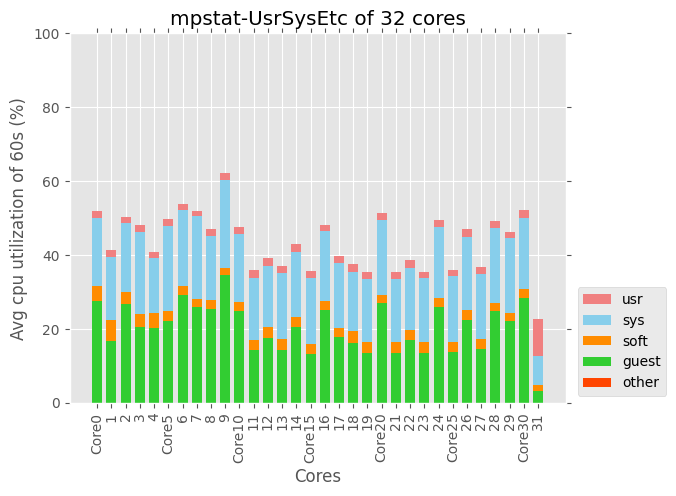 mpstat-UsrSysEtc of 32 cores
Avg cpu utilization of 60s (%)
100
80
60
40
20
0
Core0
1
2
3
4
Core5
6
7
8
9
Core10
11
12
13
14
Core15
16
17
18
19
Core20
21
22
23
24
Core25
26
27
28
29
Core30
31
Cores
usr
sys
soft
guest
other